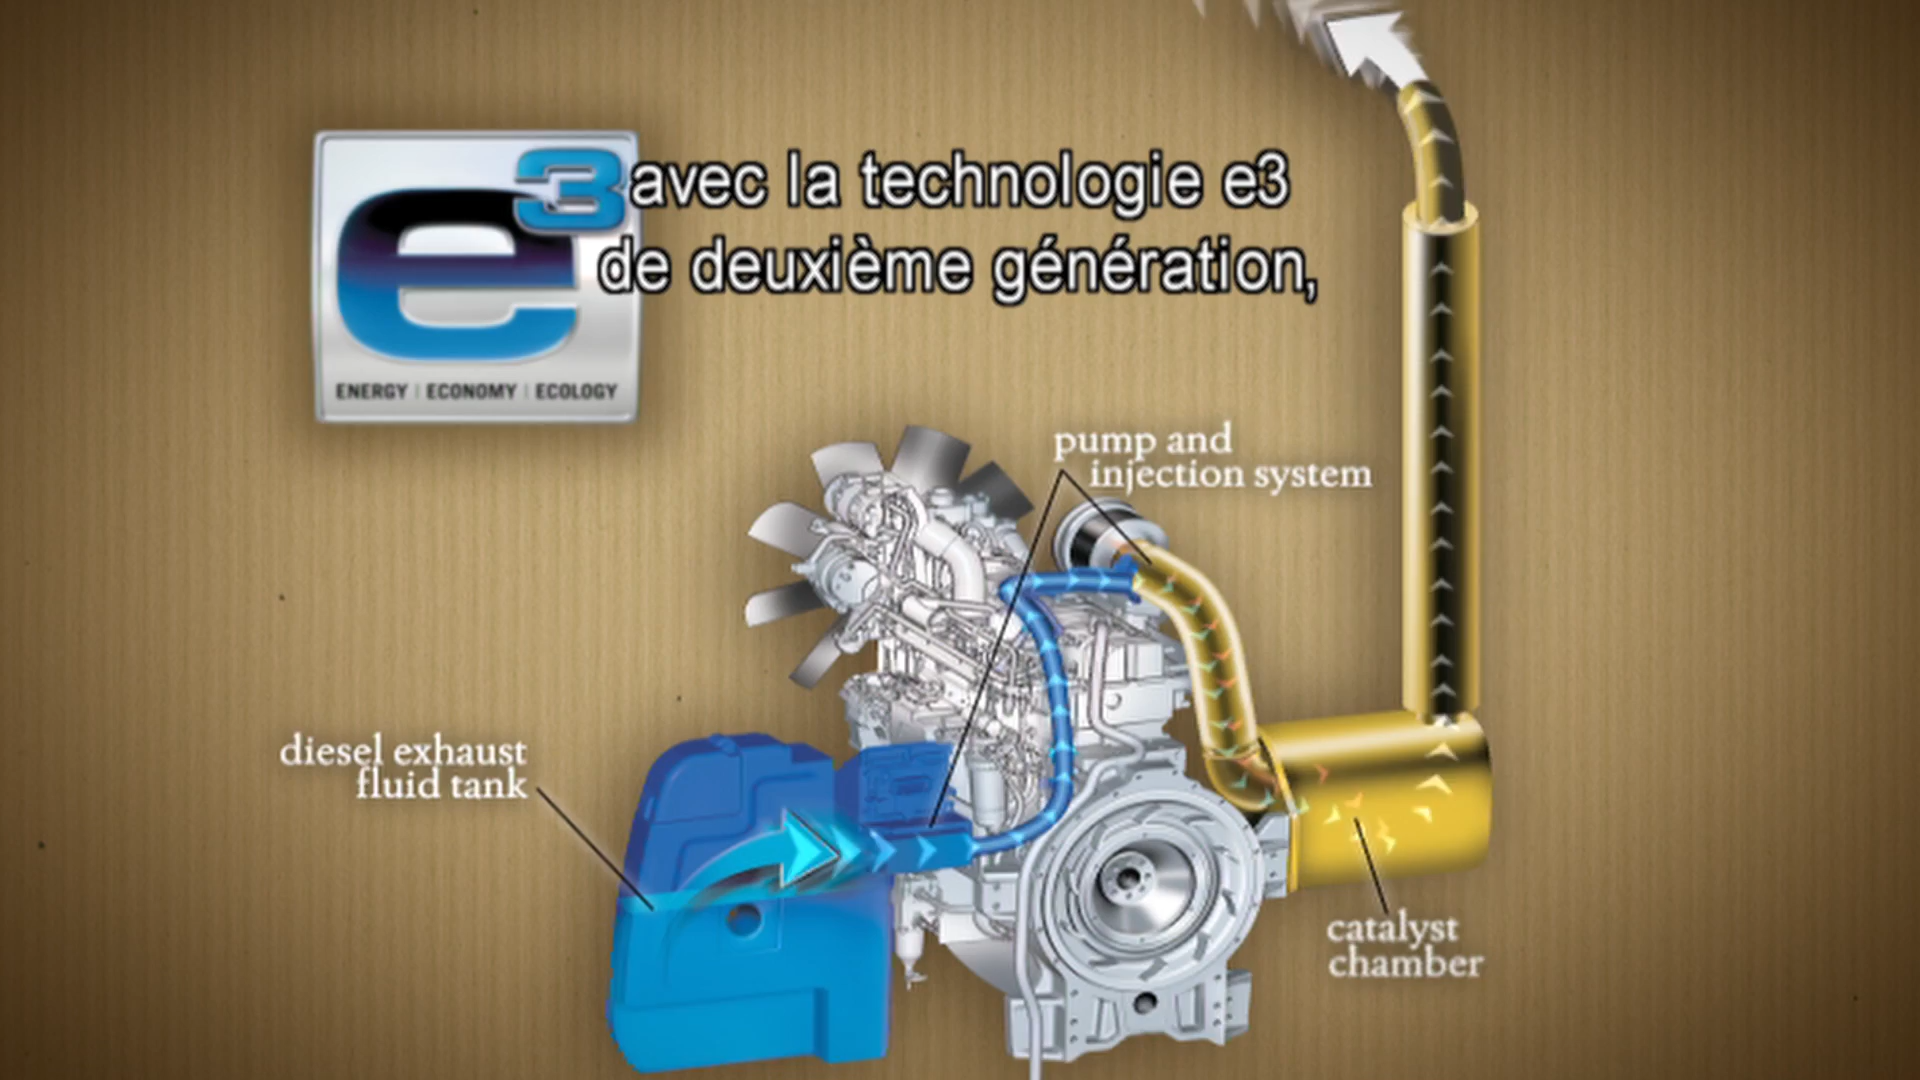 e3
ENERGY | ECONOMY | ECOLOGY
avec la technologie e3
de deuxième génération,
pump and
injection system
diesel exhaust
fluid tank
catalyst
chamber